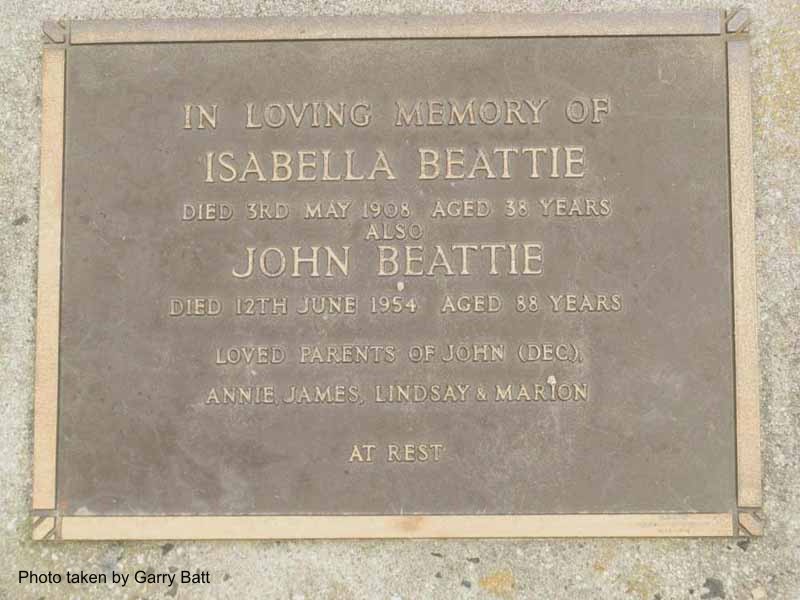 IN LOVING MEMORY OF
ISABELLA BEATTIE
DIED 3RD MAY 1908 AGED 38 YEARS
ALSO
JOHN BEATTIE
DIED 12TH JUNE 1954 AGED 88 YEARS
LOVED PARENTS OF JOHN (DEC),
ANNIE, JAMES, LINDSAY & MARION
AT REST
Photo taken by Garry Batt